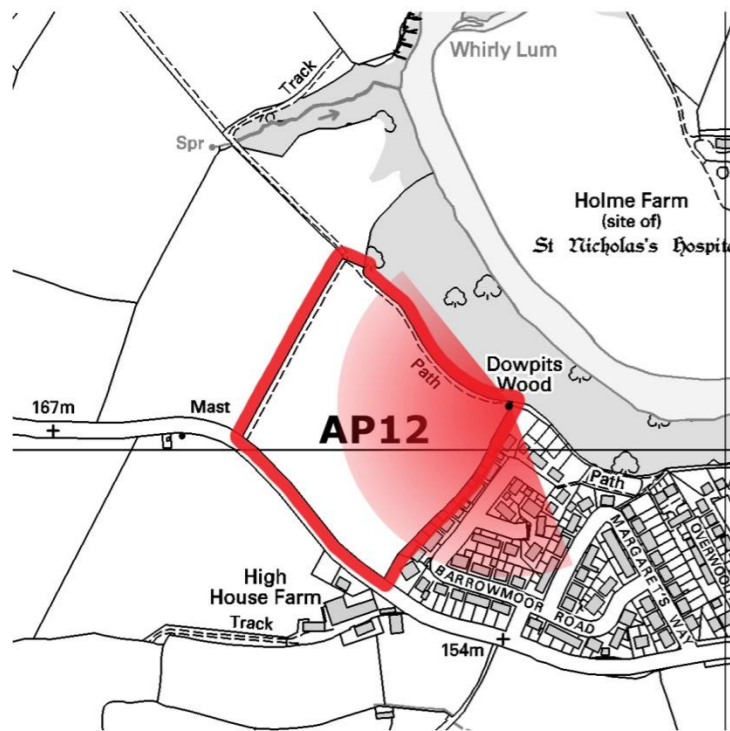 Whirly Lum
Track
Spr
Holme Farm
(site of)
St Nicholas's Hospita
Path
Dowpits
Wood
167m
Mast
AP12
Path
MARGARET'S WAY
OVERWOO
BARROWMOOR ROAD
High
House Farm
Track
154m